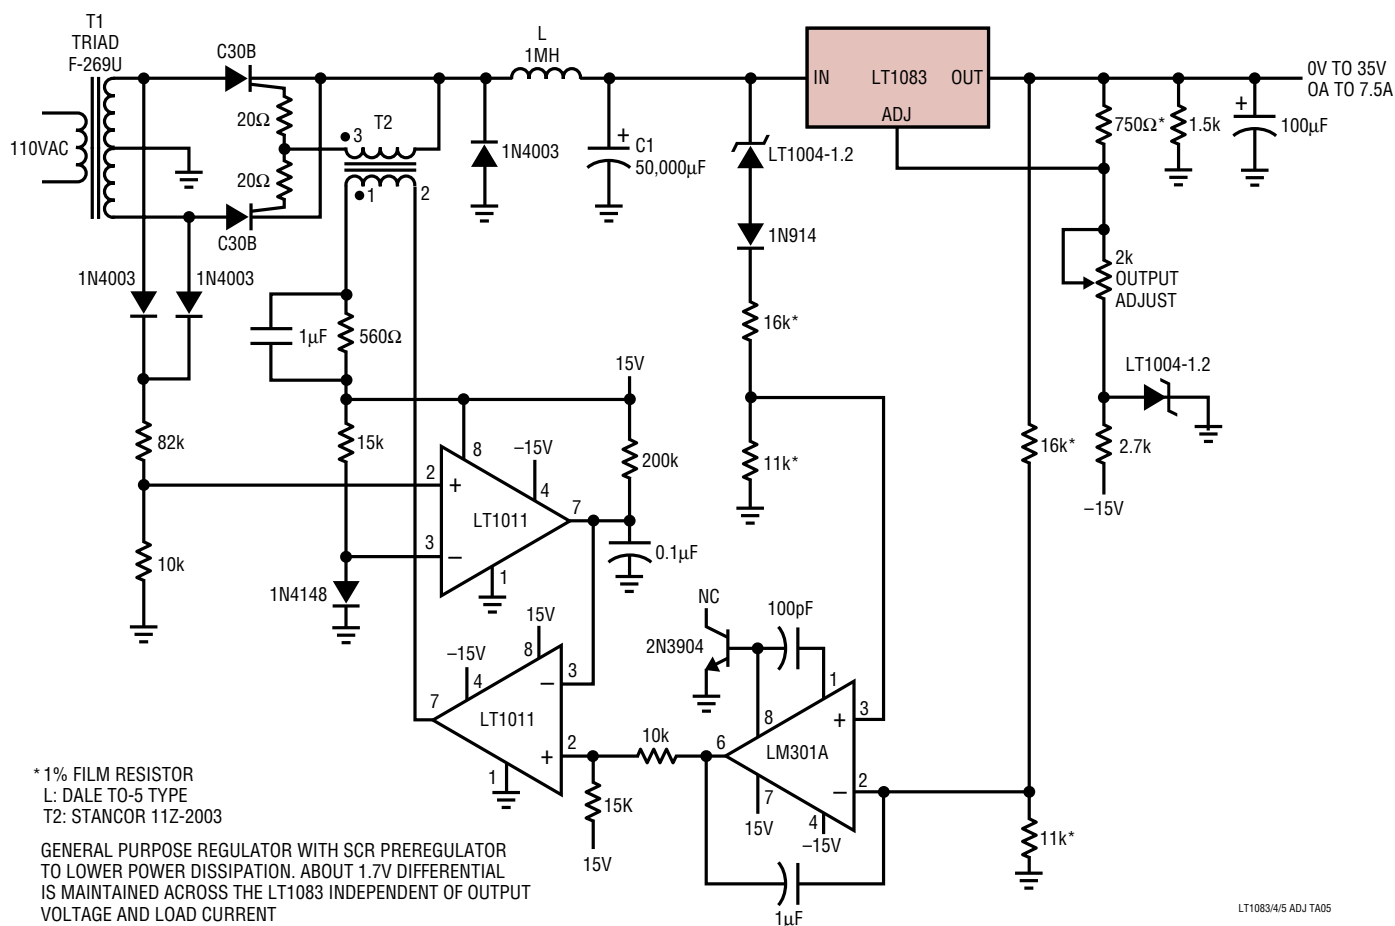 T1
TRIAD
F-269U
110VAC
C30B
20Ω
20Ω
C30B
T2
3
1
2
L
1MH
1N4003
+
C1
50,000µF
LT1004-1.2
1N914
16k*
11k*
IN
LT1083
OUT
ADJ
0V TO 35V
OA TO 7.5A
750Ω*
1.5k
+
100µF
2k
OUTPUT
ADJUST
LT1004-1.2
16k*
2.7k
–15V
1N4003
1N4003
1µF
560Ω
82k
15k
10k
1N4148
15V
200k
8
–15V
4
2
+
LT1011
7
3
–
1
0.1µF
15V
8
–15V
4
3
–
7
LT1011
2
+
1
10k
15K
15V
NC
2N3904
100pF
1
8
3
+
6
LM301A
2
–
7
15V
4
–15V
1µF
11k*
* 1% FILM RESISTOR
L: DALE TO-5 TYPE
T2: STANCOR 11Z-2003
GENERAL PURPOSE REGULATOR WITH SCR PREREGULATOR
TO LOWER POWER DISSIPATION. ABOUT 1.7V DIFFERENTIAL
IS MAINTAINED ACROSS THE LT1083 INDEPENDENT OF OUTPUT
VOLTAGE AND LOAD CURRENT
LT1083/4/5 ADJ TA05